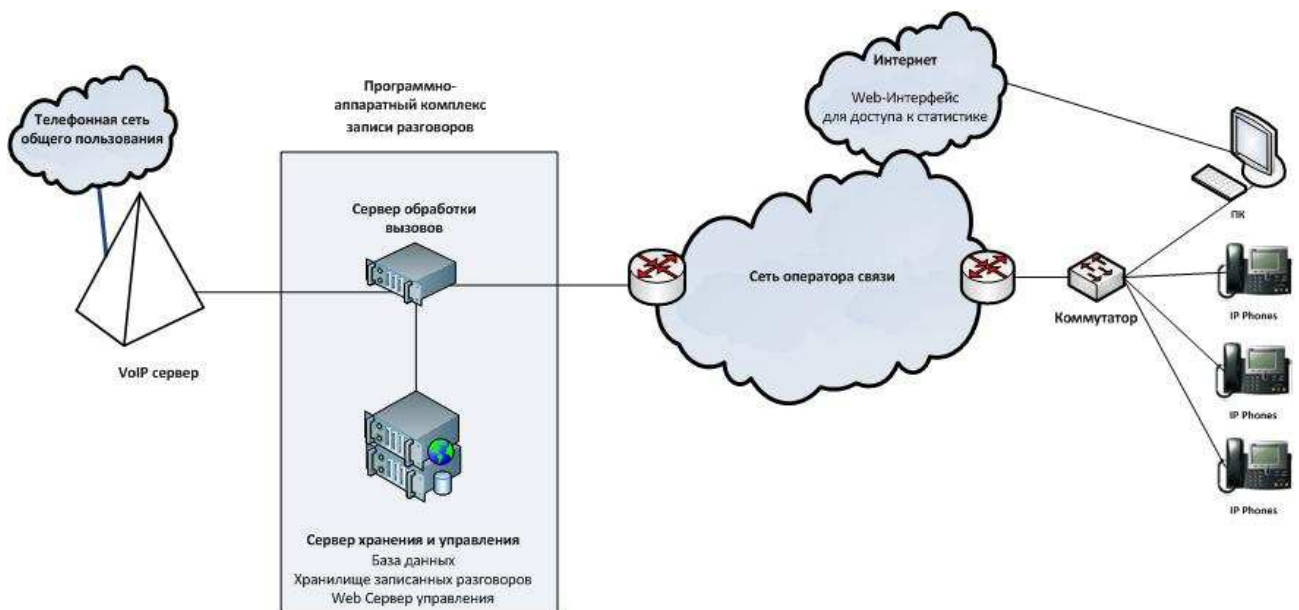 Телефонная сеть
общего пользования
VoIP сервер
Программно-
аппаратный комплекс
записи разговоров
Сервер обработки
вызовов
Сервер хранения и управления
База данных
Хранилище записанных разговоров
Web Сервер управления
Интернет
Web-Интерфейс
для доступа к статистике
Сеть оператора связи
Коммутатор
ПК
IP Phones
IP Phones
IP Phones